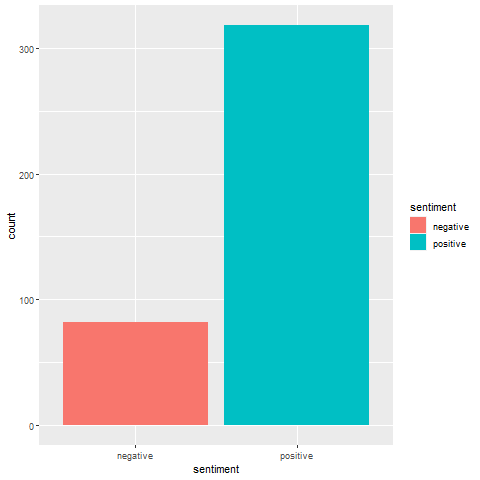 300
200
100
0
count
negative
positive
sentiment
sentiment
negative
positive